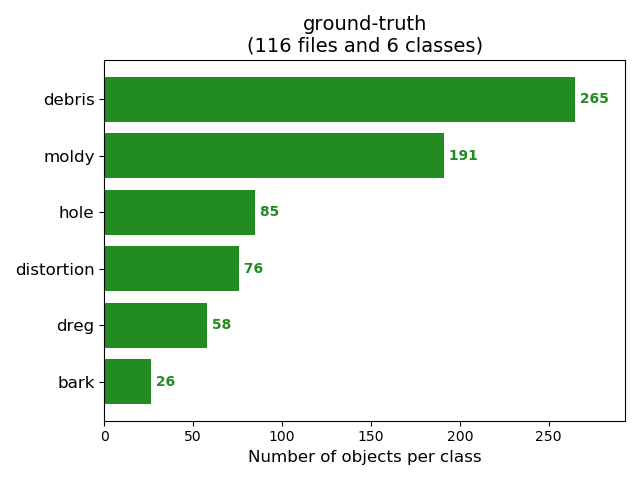 ground-truth
(116 files and 6 classes)
debris 265
moldy 191
hole 85
distortion 76
dreg 58
bark 26
0 50 100 150 200 250
Number of objects per class